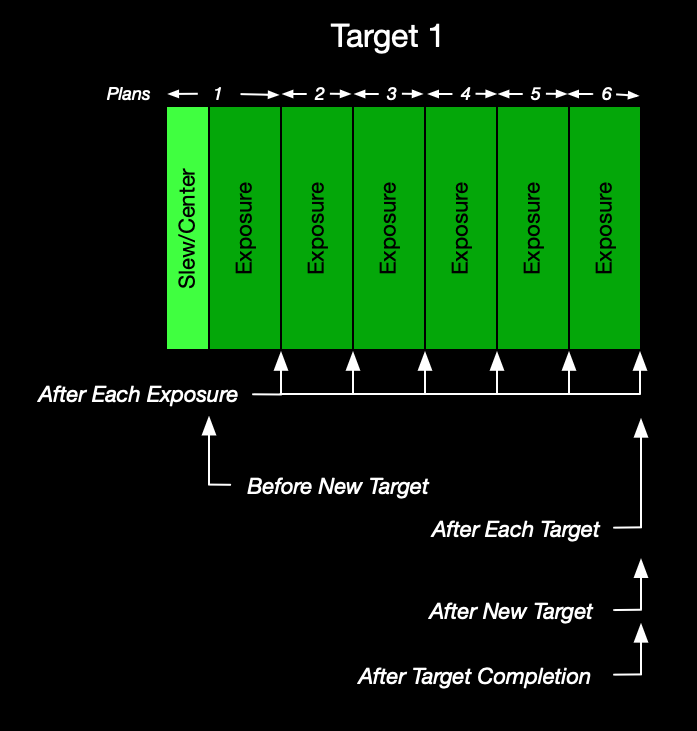 Target 1
Plans 1 2 3 4 5 6
Slew/Center
Exposure
Exposure
Exposure
Exposure
Exposure
Exposure
After Each Exposure
Before New Target
After Each Target
After New Target
After Target Completion